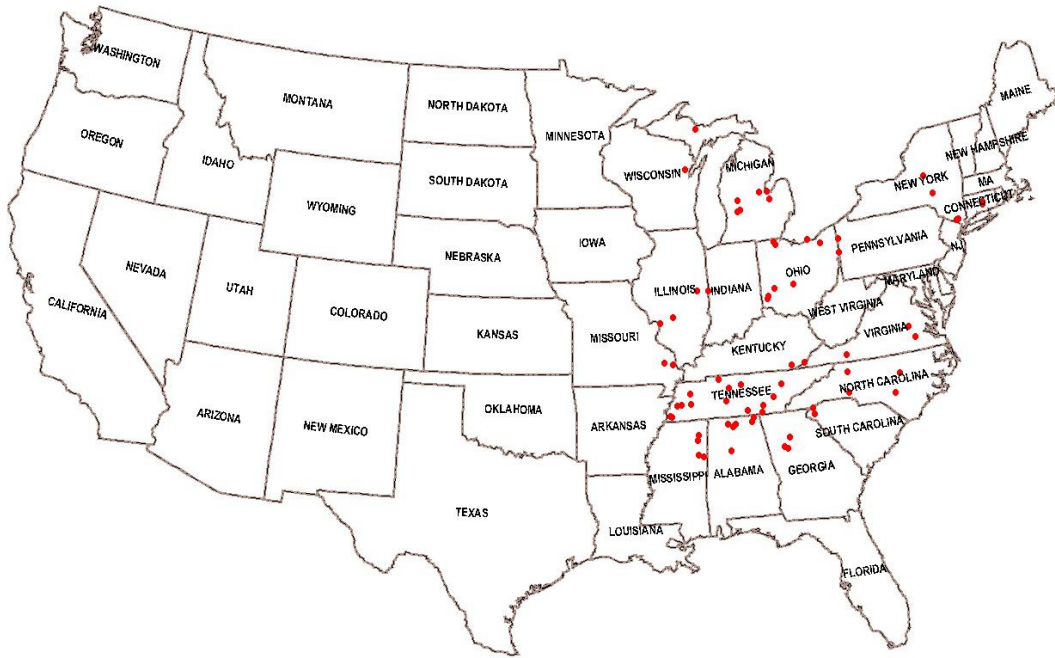 WASHINGTON
MONTANA
NORTH DAKOTA
MINNESOTA
MAINE
OREGON
IDAHO
SOUTH DAKOTA
WISCONSIN
MICHIGAN
NEW YORK
NEW HAMPSHIRE
MA
CONNECTICUT
WYOMING
NEBRASKA
IOWA
PENNSYLVANIA
NJ
NEVADA
UTAH
COLORADO
KANSAS
MISSOURI
ILLINOIS
INDIANA
OHIO
MARYLAND
WEST VIRGINIA
VIRGINIA
CALIFORNIA
KENTUCKY
ARIZONA
NEW MEXICO
OKLAHOMA
ARKANSAS
TENNESSEE
NORTH CAROLINA
SOUTH CAROLINA
MISSISSIPPI
ALABAMA
GEORGIA
TEXAS
LOUISIANA
FLORIDA